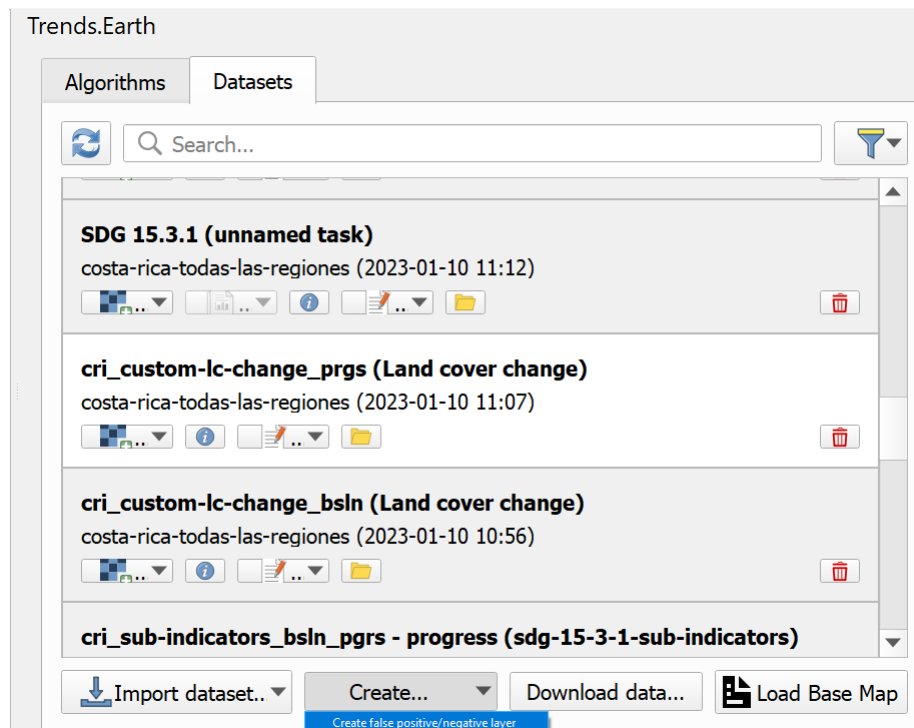 Trends.Earth
Algorithms
Datasets
Search...
SDG 15.3.1 (unnamed task)
costa-rica-todas-las-regiones (2023-01-10 11:12)
.. .. ..
cri_custom-lc-change_prgs (Land cover change)
costa-rica-todas-las-regiones (2023-01-10 11:07)
.. ..
cri_custom-lc-change_bsln (Land cover change)
costa-rica-todas-las-regiones (2023-01-10 10:56)
.. ..
cri_sub-indicators_bsln_pgrs - progress (sdg-15-3-1-sub-indicators)
Import dataset..
Create...
Download data...
Load Base Map
Create false positive/negative layer